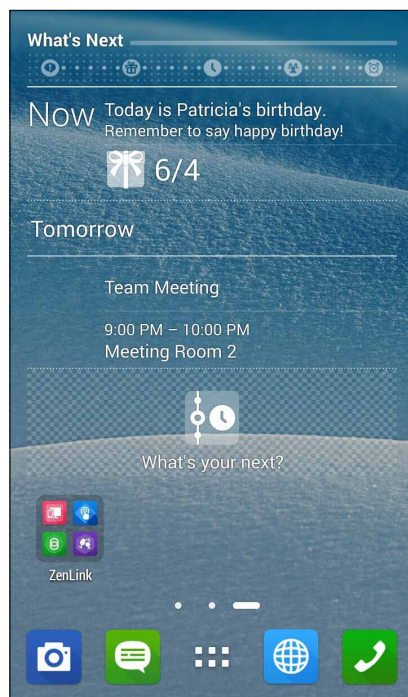 What's Next
Now
Today is Patricia's birthday.
Remember to say happy birthday!
6/4
Tomorrow
Team Meeting
9:00 PM – 10:00 PM
Meeting Room 2
What's your next?
ZenLink